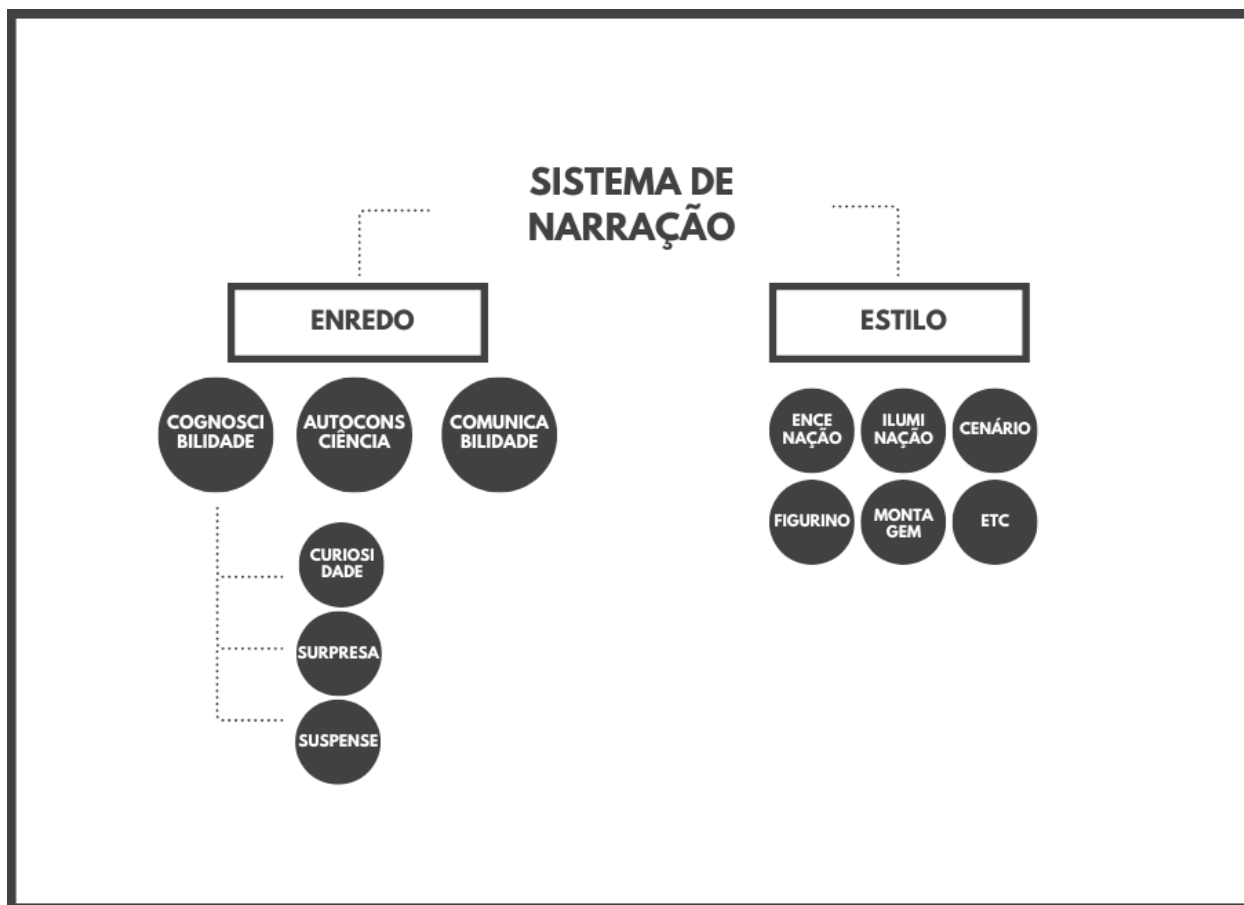 SISTEMA DE
NARRAÇÃO
ENREDO
ESTILO
COGNOSCI
BILIDADE
AUTOCONS
CIÊNCIA
COMUNICA
BILIDADE
ENCE
NAÇÃO
ILUMI
NAÇÃO
CENÁRIO
FIGURINO
MONTA
GEM
ETC
CURIOSI
DADE
SURPRESA
SUSPENSE